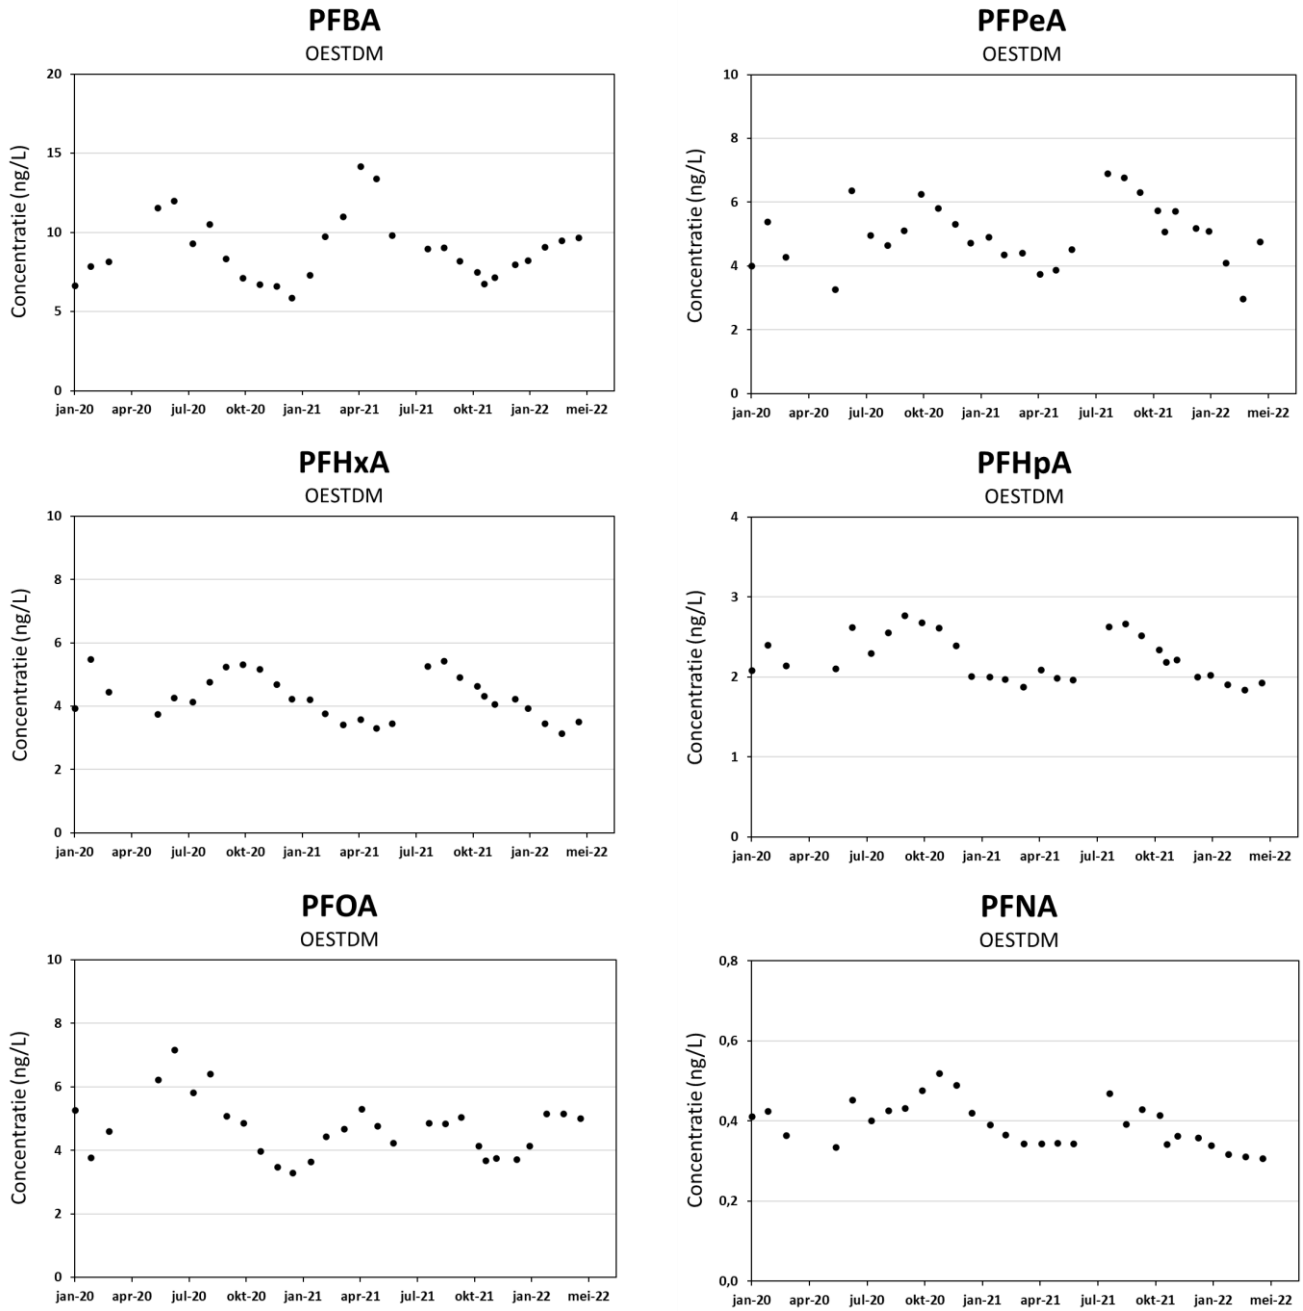 PFBA
OESTDM
Concentratie (ng/L)
20
15
10
5
0
jan-20 apr-20 jul-20 okt-20 jan-21 apr-21 jul-21 okt-21 jan-22 mei-22
PFPeA
OESTDM
Concentratie (ng/L)
10
8
6
4
2
0
jan-20 apr-20 jul-20 okt-20 jan-21 apr-21 jul-21 okt-21 jan-22 mei-22
PFHxA
OESTDM
Concentratie (ng/L)
10
8
6
4
2
0
jan-20 apr-20 jul-20 okt-20 jan-21 apr-21 jul-21 okt-21 jan-22 mei-22
PFHpA
OESTDM
Concentratie (ng/L)
4
3
2
1
0
jan-20 apr-20 jul-20 okt-20 jan-21 apr-21 jul-21 okt-21 jan-22 mei-22
PFOA
OESTDM
Concentratie (ng/L)
10
8
6
4
2
0
jan-20 apr-20 jul-20 okt-20 jan-21 apr-21 jul-21 okt-21 jan-22 mei-22
PFNA
OESTDM
Concentratie (ng/L)
0,8
0,6
0,4
0,2
0,0
jan-20 apr-20 jul-20 okt-20 jan-21 apr-21 jul-21 okt-21 jan-22 mei-22